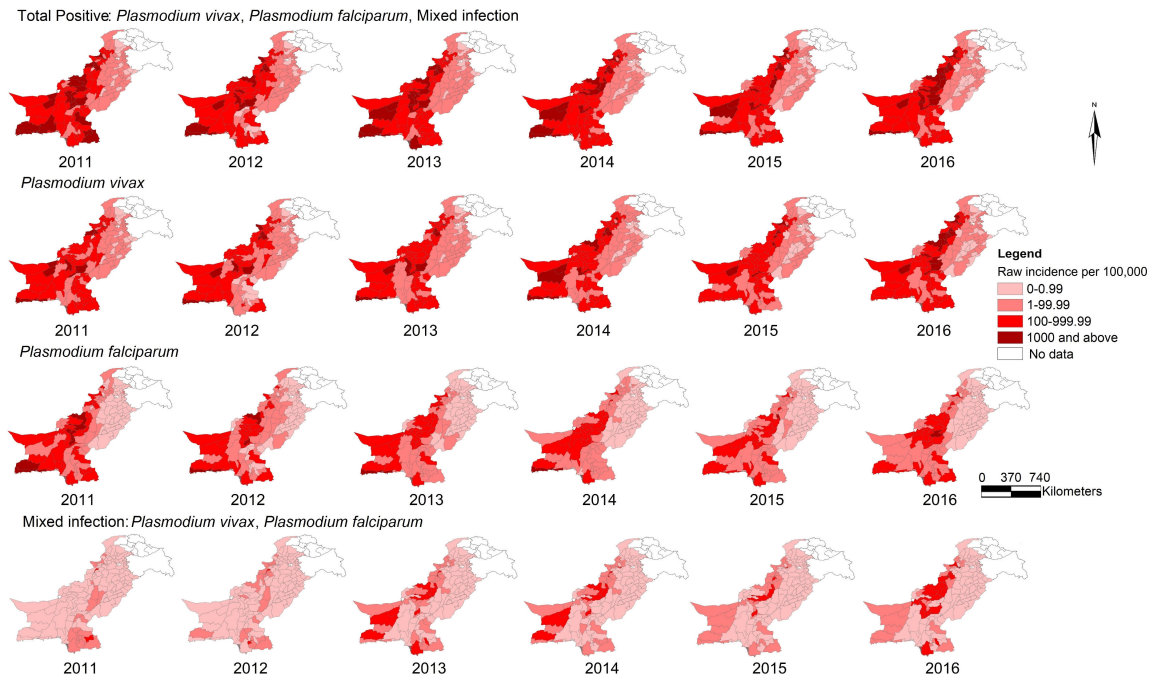 Total Positive: Plasmodium vivax, Plasmodium falciparum, Mixed infection
2011 2012 2013 2014 2015 2016
N
Plasmodium vivax
2011 2012 2013 2014 2015 2016
Legend
Raw incidence per 100,000
0-0.99
1-99.99
100-999.99
1000 and above
No data
Plasmodium falciparum
2011 2012 2013 2014 2015 2016
0 370 740
Kilometers
Mixed infection: Plasmodium vivax, Plasmodium falciparum
2011 2012 2013 2014 2015 2016